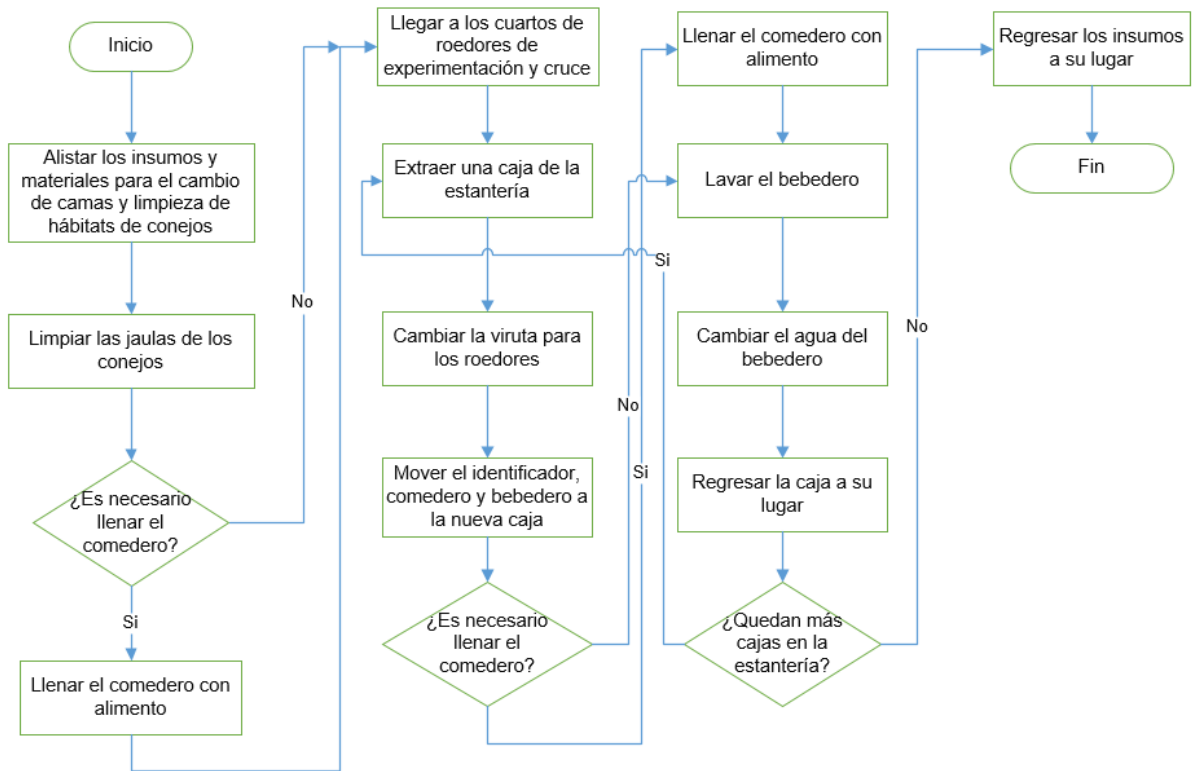 Inicio
Alistar los insumos y
materiales para el cambio
de camas y limpieza de
hábitats de conejos
Limpiar las jaulas de los
conejos
¿Es necesario
llenar el
comedero?
No
Si
Llenar el comedero con
alimento
Llegar a los cuartos de
roedores de
experimentación y cruce
Extraer una caja de la
estantería
Cambiar la viruta para
los roedores
Mover el identificador,
comedero y bebedero a
la nueva caja
¿Es necesario
llenar el
comedero?
No
Si
Llenar el comedero con
alimento
Lavar el bebedero
Cambiar el agua del
bebedero
Regresar la caja a su
lugar
¿Quedan más
cajas en la
estantería?
Si
No
Regresar los insumos
a su lugar
Fin